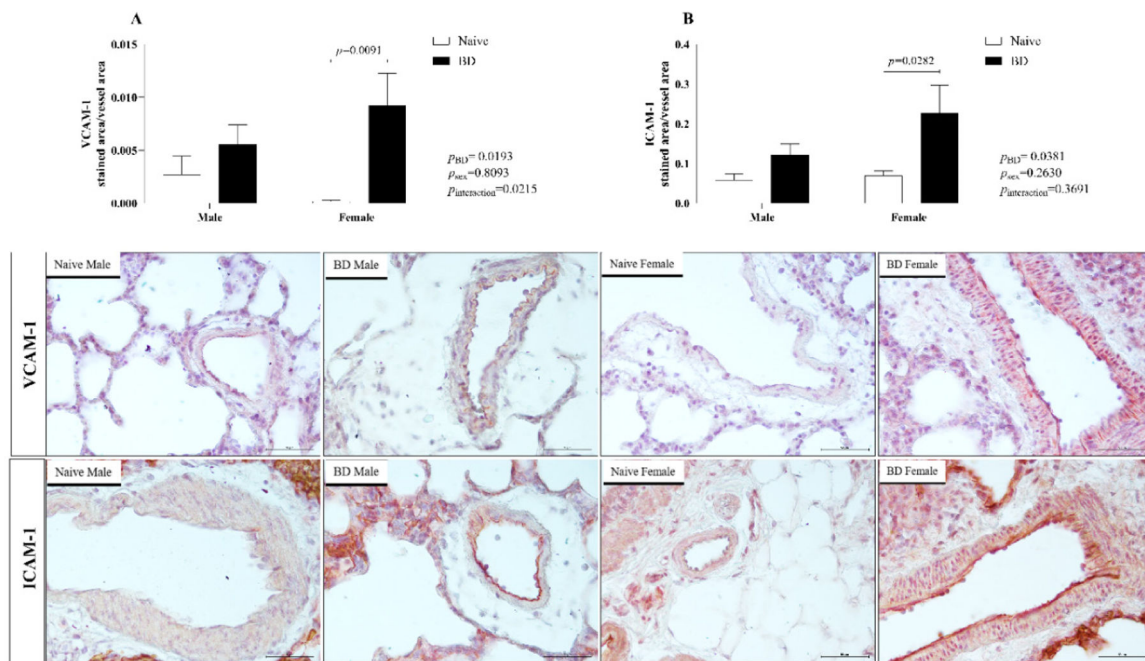 A
VCAM-1
stained area/vessel area
0.015
0.010
0.005
0.000
p=0.0091
Naive
BD
pBD= 0.0193
psex=0.8093
pinteraction=0.0215
Male
Female
B
ICAM-1
stained area/vessel area
0.4
0.3
0.2
0.1
0.0
p=0.0282
Naive
BD
pBD= 0.0381
psex=0.2630
pinteraction=0.3691
Male
Female
VCAM-1
Naive Male
BD Male
Naive Female
BD Female
ICAM-1
Naive Male
BD Male
Naive Female
BD Female